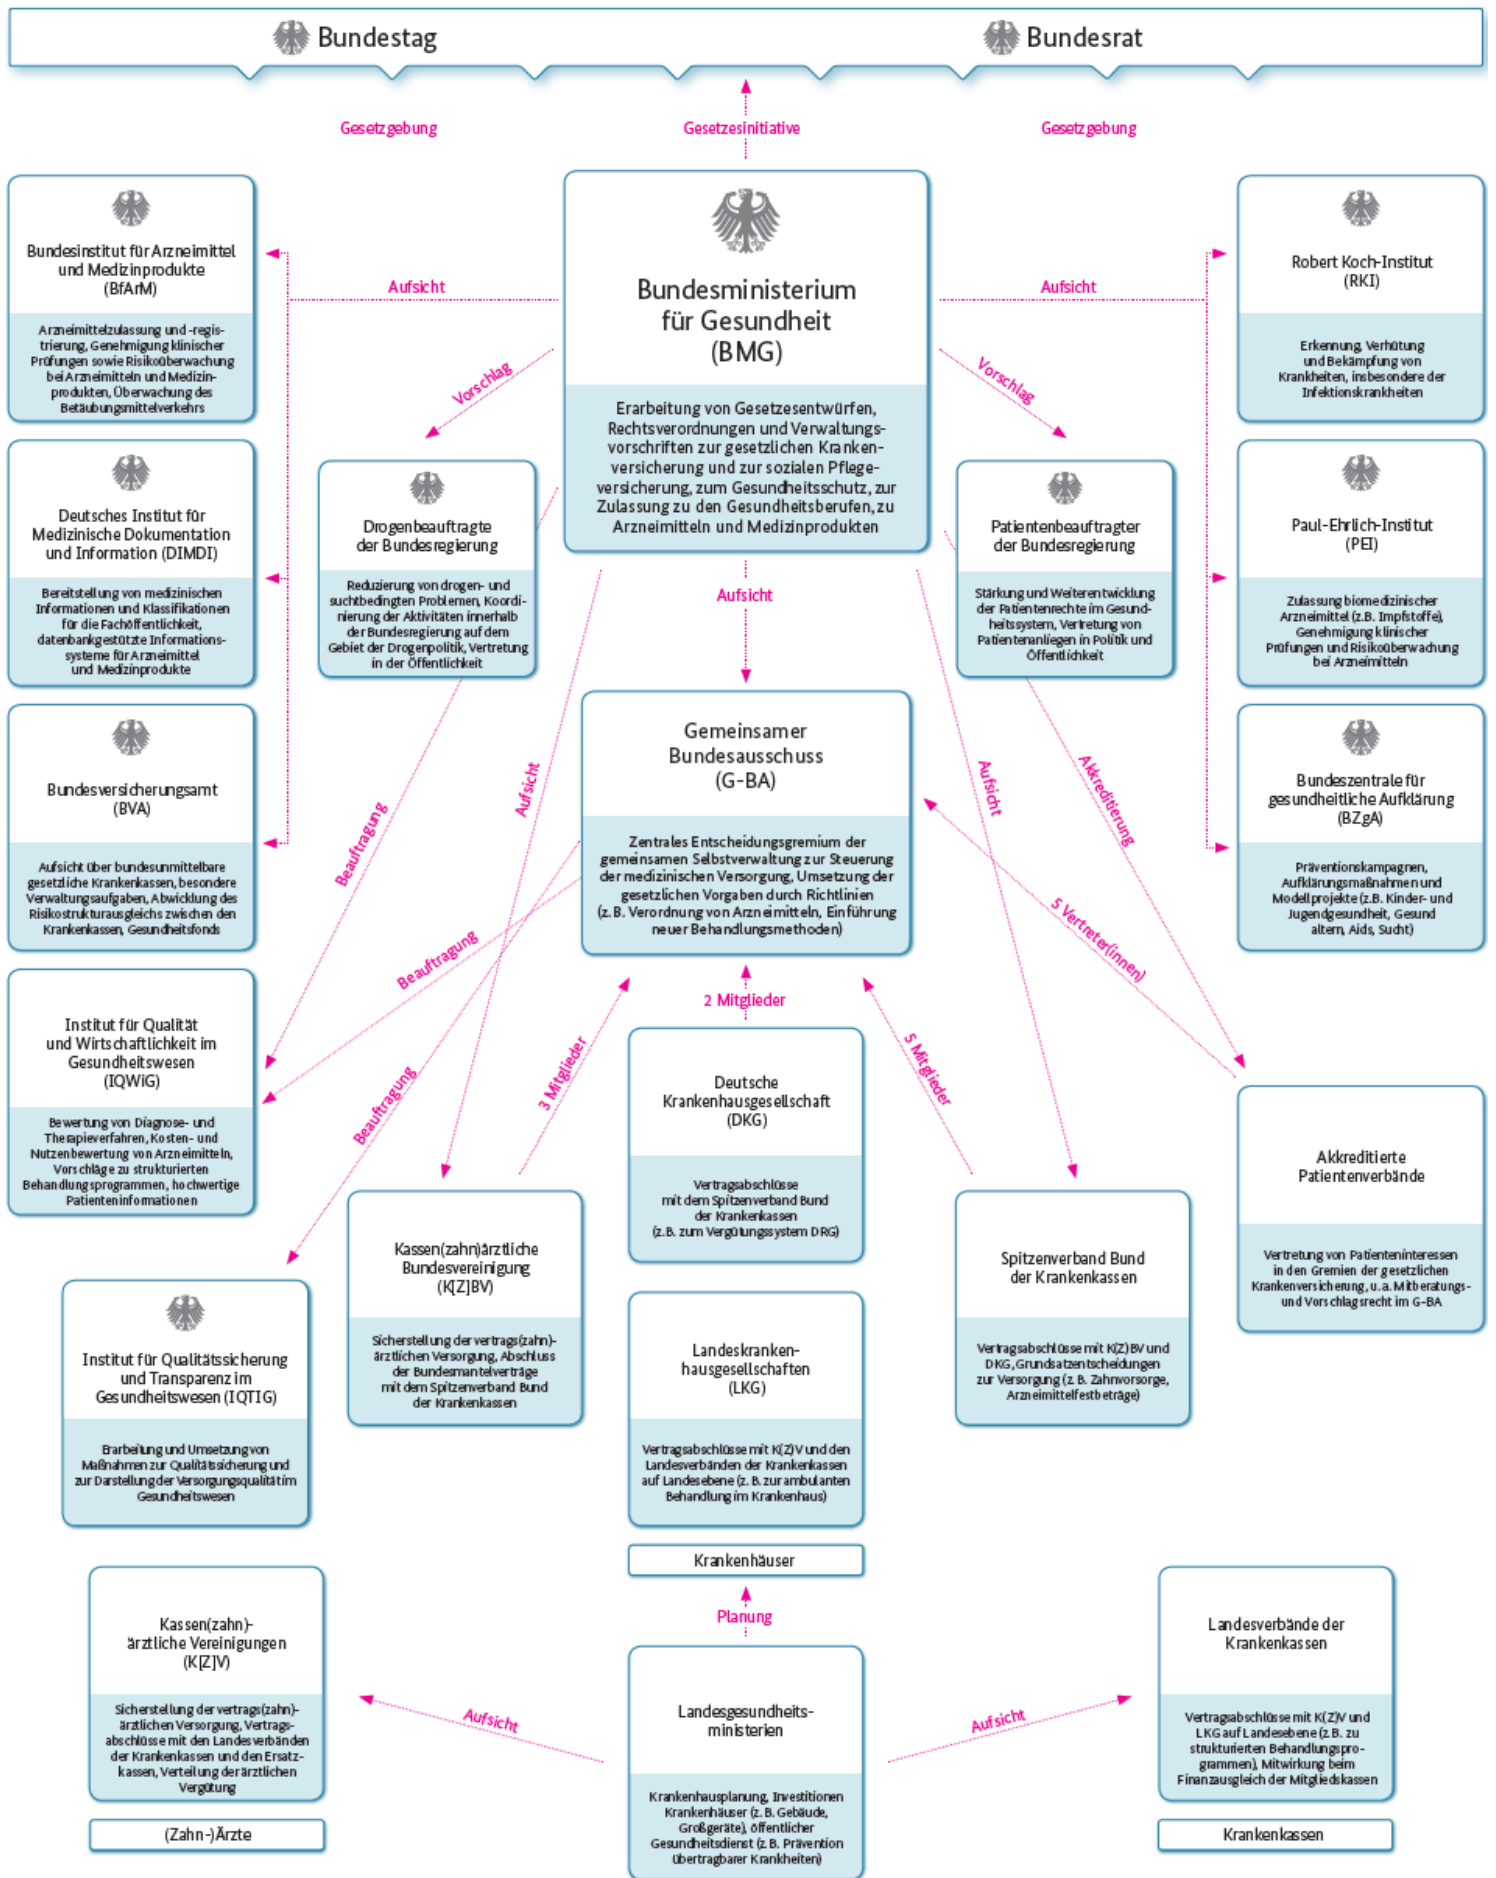 Bundestag
Bundesrat
Gesetzgebung
Gesetzesinitiative
Gesetzgebung
Bundesinstitut für Arzneimittel
und Medizinprodukte
(BfArM)
Arzneimittelzulassung und -regis-
trierung, Genehmigung klinischer
Prüfungen sowie Risikoüberwachung
bei Arzneimitteln und Medizin-
produkten, Überwachung des
Betäubungsmittelverkehrs
Aufsicht
Bundesministerium
für Gesundheit
(BMG)
Erarbeitung von Gesetzesentwürfen,
Rechtsverordnungen und Verwaltungs-
vorschriften zur gesetzlichen Kranken-
versicherung und zur sozialen Pflege-
versicherung, zum Gesundheitsschutz, zur
Zulassung zu den Gesundheitsberufen, zu
Arzneimitteln und Medizinprodukten
Aufsicht
Robert Koch-Institut
(RKI)
Erkennung, Verhütung
und Bekämpfung von
Krankheiten, insbesondere der
Infektionskrankheiten
Vorschlag
Vorschlag
Deutsches Institut für
Medizinische Dokumentation
und Information (DIMDI)
Bereitstellung von medizinischen
Informationen und Klassifikationen
für die Fachöffentlichkeit,
datenbankgestützte Informations-
systeme für Arzneimittel
und Medizinprodukte
Drogenbeauftragte
der Bundesregierung
Reduzierung von drogen- und
suchtbedingten Problemen, Koordi-
nierung der Aktivitäten innerhalb
der Bundesregierung auf dem
Gebiet der Drogenpolitik, Vertretung
in der Öffentlichkeit
Aufsicht
Patientenbeauftragter
der Bundesregierung
Stärkung und Weiterentwicklung
der Patientenrechte im Gesund-
heitssystem, Vertretung von
Patientenanliegen in Politik und
Öffentlichkeit
Paul-Ehrlich-Institut
(PEI)
Zulassung biomedizinischer
Arzneimittel (z.B. Impfstoffe),
Genehmigung klinischer
Prüfungen und Risikoüberwachung
bei Arzneimitteln
Bundesversicherungsamt
(BVA)
Aufsicht über bundesunmittelbare
gesetzliche Krankenkassen, besondere
Verwaltungsaufgaben, Abwicklung des
Risikostrukturausgleichs zwischen den
Krankenkassen, Gesundheitsfonds
Beauftragung
Aufsicht
Gemeinsamer
Bundesausschuss
(G-BA)
Zentrales Entscheidungsgremium der
gemeinsamen Selbstverwaltung zur Steuerung
der medizinischen Versorgung, Umsetzung der
gesetzlichen Vorgaben durch Richtlinien
(z. B. Verordnung von Arzneimitteln, Einführung
neuer Behandlungsmethoden)
Aufsicht
Akkreditierung
Bundeszentrale für
gesundheitliche Aufklärung
(BZgA)
Präventionskampagnen,
Aufklärungsmaßnahmen und
Modellprojekte (z.B. Kinder- und
Jugendgesundheit, Gesund
altern, Aids, Sucht)
Beauftragung
5 Vertreter(innen)
Institut für Qualität
und Wirtschaftlichkeit im
Gesundheitswesen
(IQWiG)
Bewertung von Diagnose- und
Therapieverfahren, Kosten- und
Nutzenbewertung von Arzneimitteln,
Vorschläge zu strukturierten
Behandlungsprogrammen, hochwertige
Patienteninformationen
Beauftragung
3 Mitglieder
2 Mitglieder
5 Mitglieder
Deutsche
Krankenhausgesellschaft
(DKG)
Vertragsabschlüsse
mit dem Spitzenverband Bund
der Krankenkassen
(z.B. zum Vergütungssystem DRG)
Akkreditierte
Patientenverbände
Vertretung von Patienteninteressen
in den Gremien der gesetzlichen
Krankenversicherung, u.a. Mitberatungs-
und Vorschlagsrecht im G-BA
Kassen(zahn)ärztliche
Bundesvereinigung
(K[Z]BV)
Sicherstellung der vertrags(zahn)-
ärztlichen Versorgung, Abschluss
der Bundesmantelverträge
mit dem Spitzenverband Bund
der Krankenkassen
Spitzenverband Bund
der Krankenkassen
Vertragsabschlüsse mit K(Z)BV und
DKG, Grundsatzentscheidungen
zur Versorgung (z. B. Zahnvorsorge,
Arzneimittelfestbeträge)
Institut für Qualitätssicherung
und Transparenz im
Gesundheitswesen (IQTIG)
Erarbeitung und Umsetzung von
Maßnahmen zur Qualitätssicherung und
zur Darstellung der Versorgungsqualität im
Gesundheitswesen
Landeskranken-
hausgesellschaften
(LKG)
Vertragsabschlüsse mit K(Z)V und den
Landesverbänden der Krankenkassen
auf Landesebene (z. B. zur ambulanten
Behandlung im Krankenhaus)
Krankenhäuser
Planung
Kassen(zahn)-
ärztliche Vereinigungen
(K[Z]V)
Sicherstellung der vertrags(zahn)-
ärztlichen Versorgung, Vertrags-
abschlüsse mit den Landesverbänden
der Krankenkassen und den Ersatz-
kassen, Verteilung der ärztlichen
Vergütung
(Zahn-)Ärzte
Aufsicht
Landesgesundheits-
ministerien
Krankenhausplanung, Investitionen
Krankenhäuser (z. B. Gebäude,
Großgeräte), öffentlicher
Gesundheitsdienst (z. B. Prävention
übertragbarer Krankheiten)
Aufsicht
Landesverbände der
Krankenkassen
Vertragsabschlüsse mit K(Z)V und
LKG auf Landesebene (z. B. zu
strukturierten Behandlungspro-
grammen), Mitwirkung beim
Finanzausgleich der Mitgliedskassen
Krankenkassen